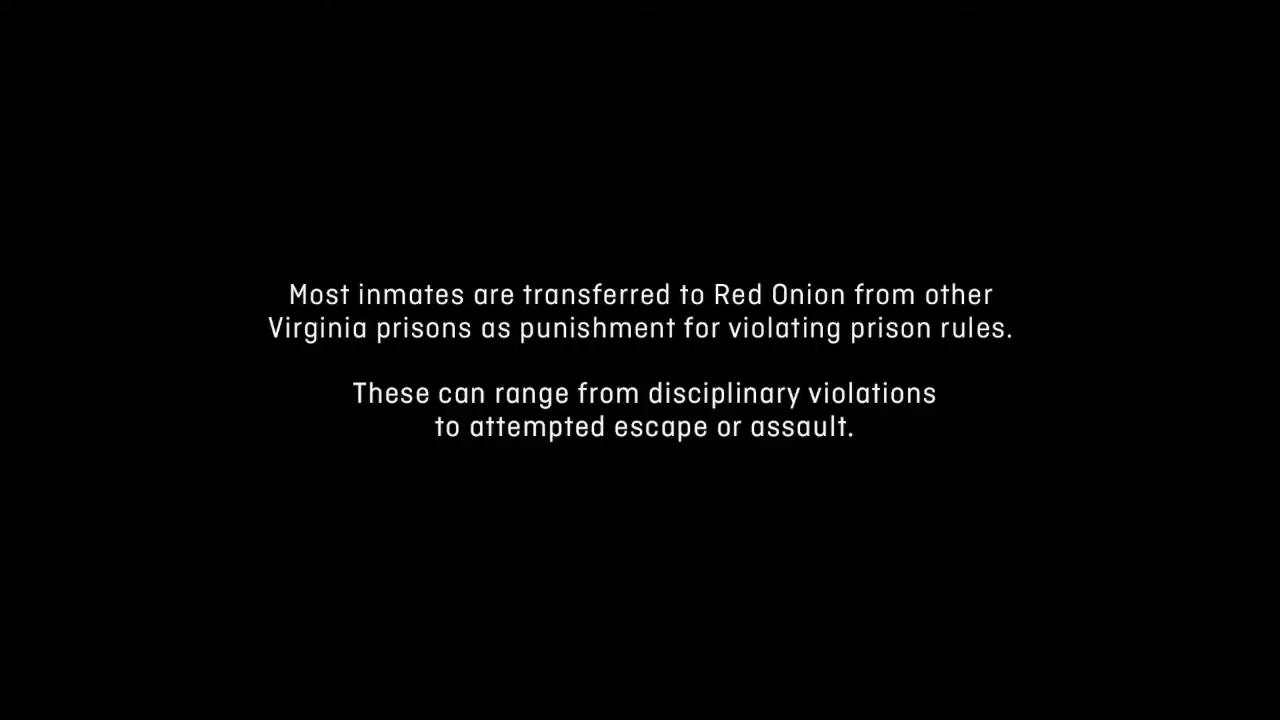 Most inmates are transferred to Red Onion from other
Virginia prisons as punishment for violating prison rules.
These can range from disciplinary violations
to attempted escape or assault.